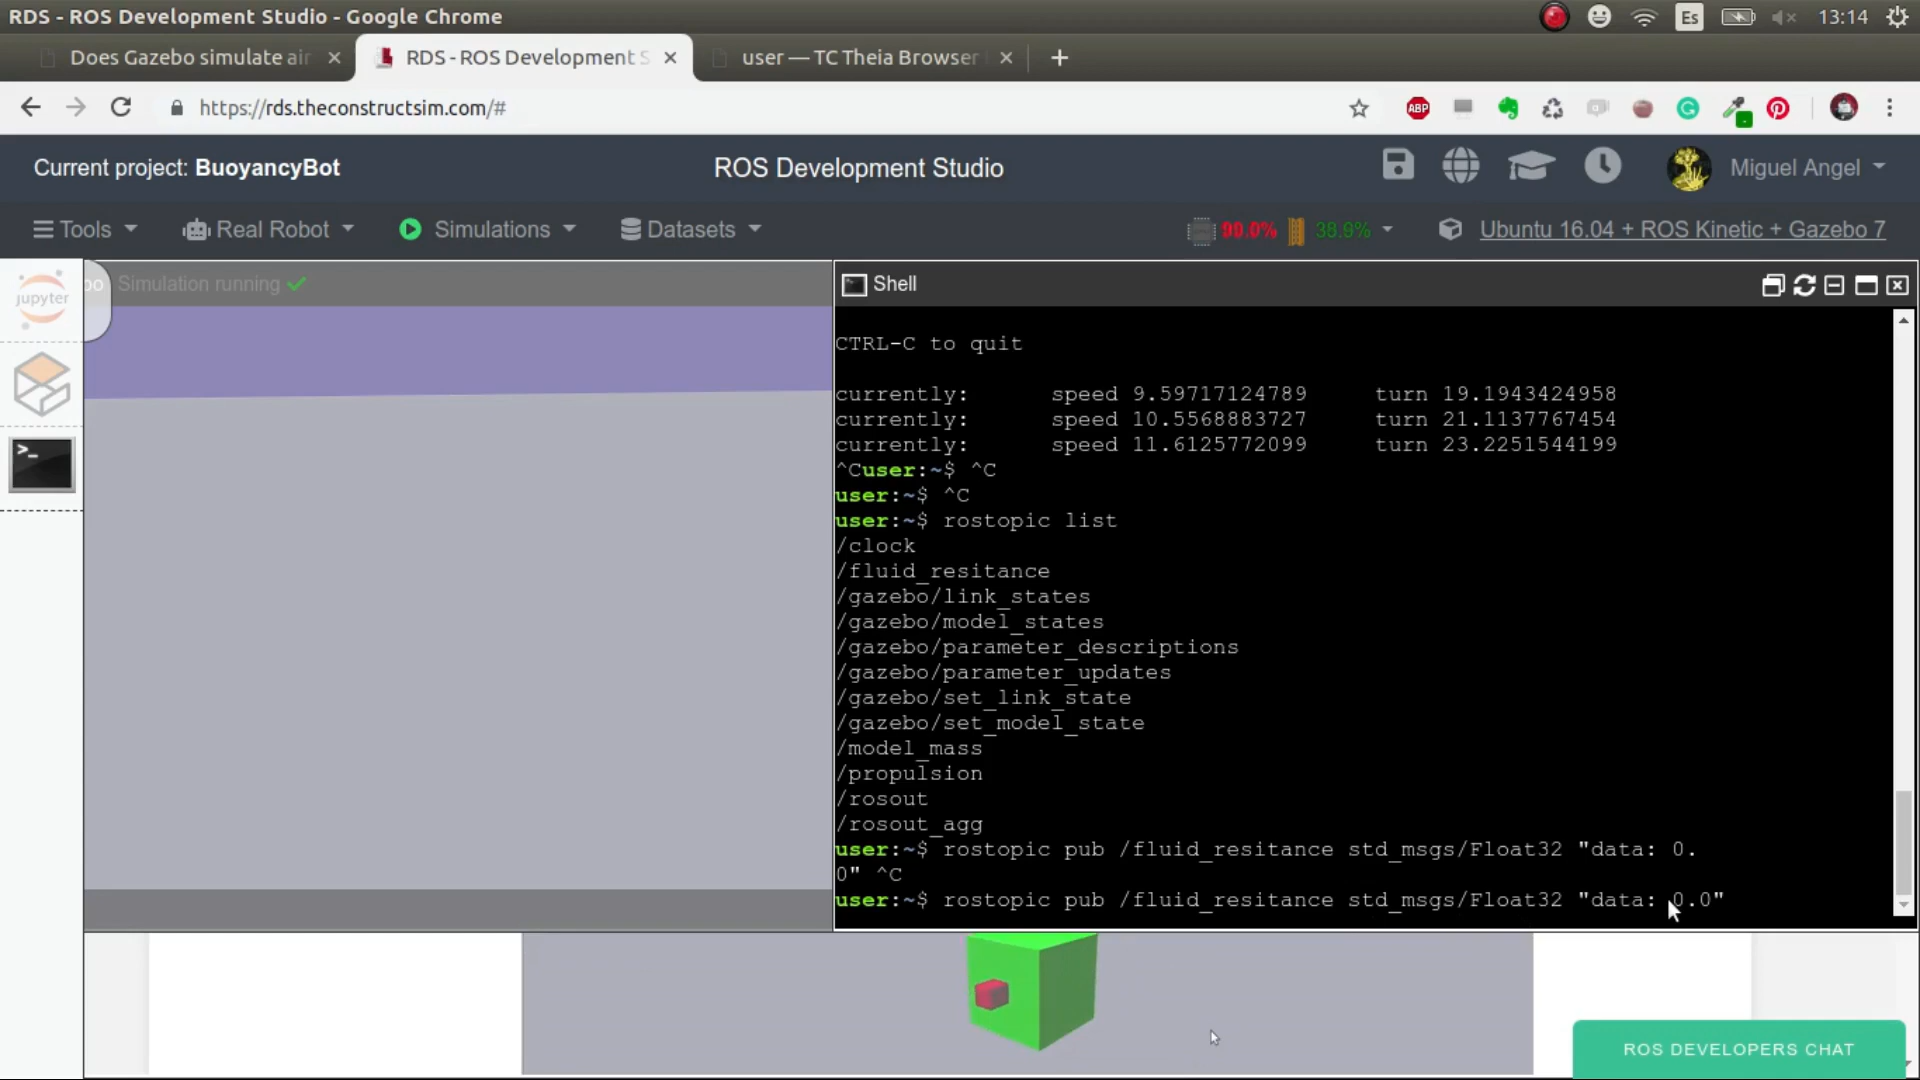 RDS - ROS Development Studio - Google Chrome
Es
13:14
Does Gazebo simulate air
RDS - ROS Development S
user — TC Theia Browser
https://rds.theconstructsim.com/#
ABP
Current project: BuoyancyBot
ROS Development Studio
Miguel Angel
Tools
Real Robot
Simulations
Datasets
99.0%
38.9%
Ubuntu 16.04 + ROS Kinetic + Gazebo 7
jupyter
bo Simulation running
Shell
CTRL-C to quit
currently: speed 9.59717124789 turn 19.1943424958
currently: speed 10.5568883727 turn 21.1137767454
currently: speed 11.6125772099 turn 23.2251544199
^Cuser:~$ ^C
user:~$ ^C
user:~$ rostopic list
/clock
/fluid_resitance
/gazebo/link_states
/gazebo/model_states
/gazebo/parameter_descriptions
/gazebo/parameter_updates
/gazebo/set_link_state
/gazebo/set_model_state
/model_mass
/propulsion
/rosout
/rosout_agg
user:~$ rostopic pub /fluid_resitance std_msgs/Float32 "data: 0.
0" ^C
user:~$ rostopic pub /fluid_resitance std_msgs/Float32 "data: 0.0"
ROS DEVELOPERS CHAT